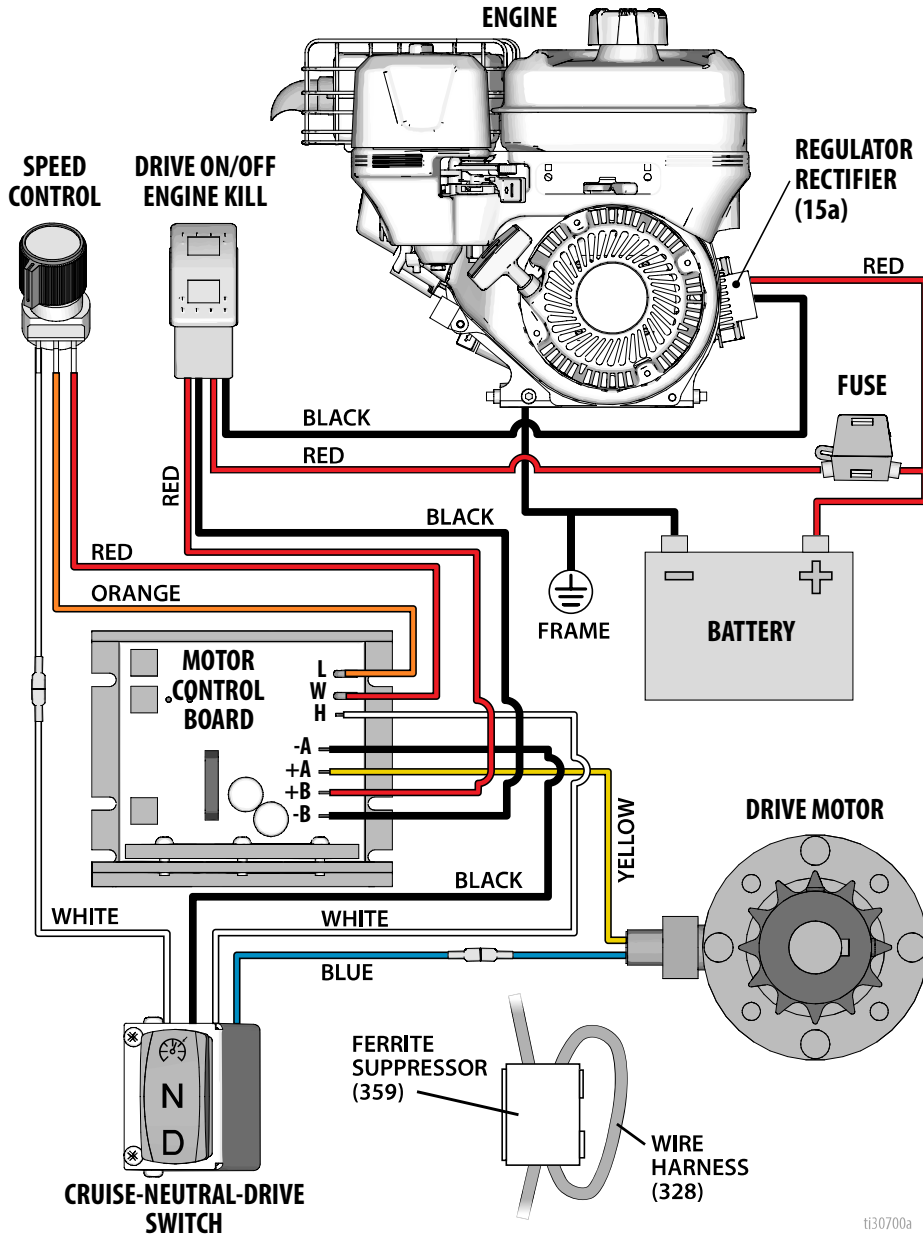 ENGINE
SPEED
CONTROL
DRIVE ON/OFF
ENGINE KILL
REGULATOR
RECTIFIER
(15a)
RED
FUSE
BLACK
RED
RED
BLACK
RED
ORANGE
FRAME
BATTERY
MOTOR
CONTROL
BOARD
L
W
H
-A
+A
+B
-B
YELLOW
DRIVE MOTOR
BLACK
WHITE
WHITE
BLUE
N
D
CRUISE-NEUTRAL-DRIVE
SWITCH
FERRITE
SUPPRESSOR
(359)
WIRE
HARNESS
(328)
ti30700a